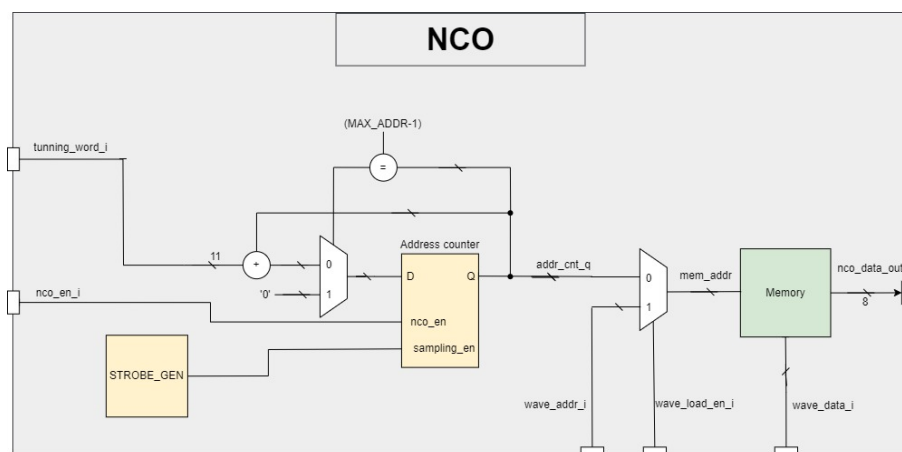 NCO
(MAX_ADDR-1)
tunning_word_i
=
Address counter
11
+
0
D
Q
addr_cnt_q
0
mem_addr
nco_data_out
'0'
1
Memory
8
nco_en_i
nco_en
1
sampling_en
STROBE_GEN
wave_addr_i
wave_load_en_i
wave_data_i